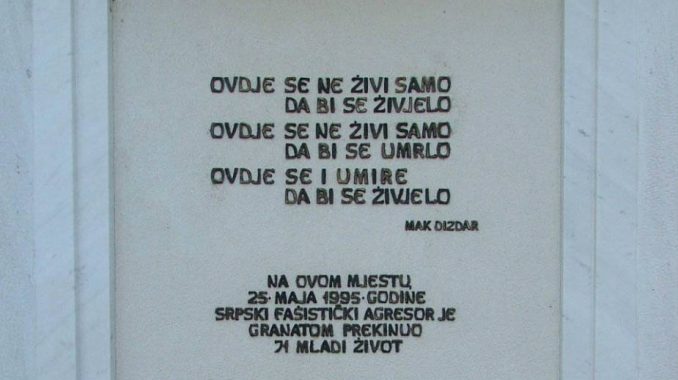 OVDJE SE NE ŽIVI SAMO
DA BI SE ŽIVJELO
OVDJE SE NE ŽIVI SAMO
DA BI SE UMRLO
OVDJE SE I UMIRE
DA BI SE ŽIVJELO
MAK DIZDAR
NA OVOM MJESTU,
25. MAJA 1995. GODINE
SRPSKI FAŠISTIČKI AGRESOR JE
GRANATOM PREKINUO
71 MLADI ŽIVOT